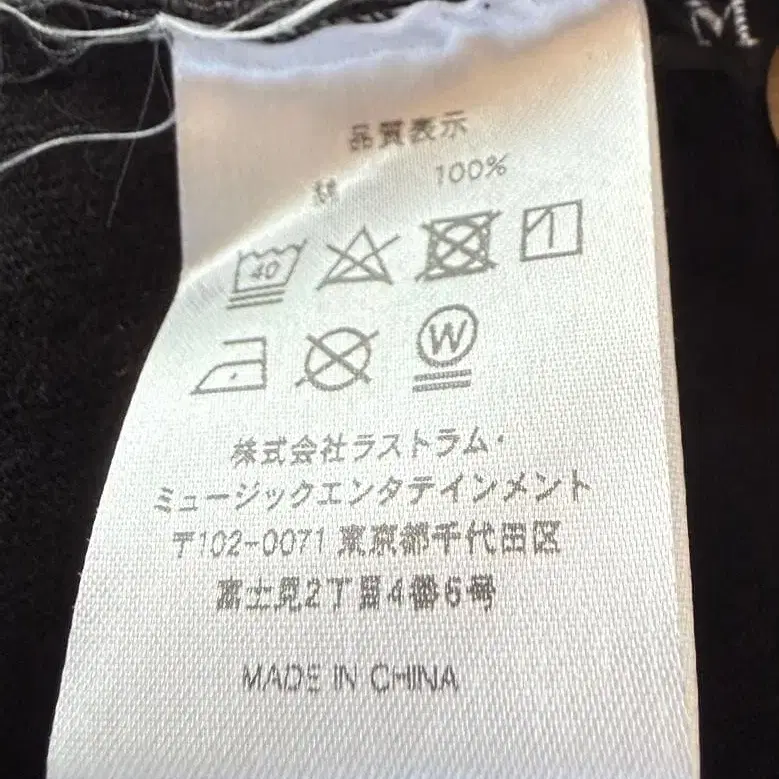 M
品質表示
綿 100%
40
W
株式会社ラストラム・
ミュージックエンタテインメント
〒102-0071 東京都千代田区
富士見2丁目4番6号
MADE IN CHINA